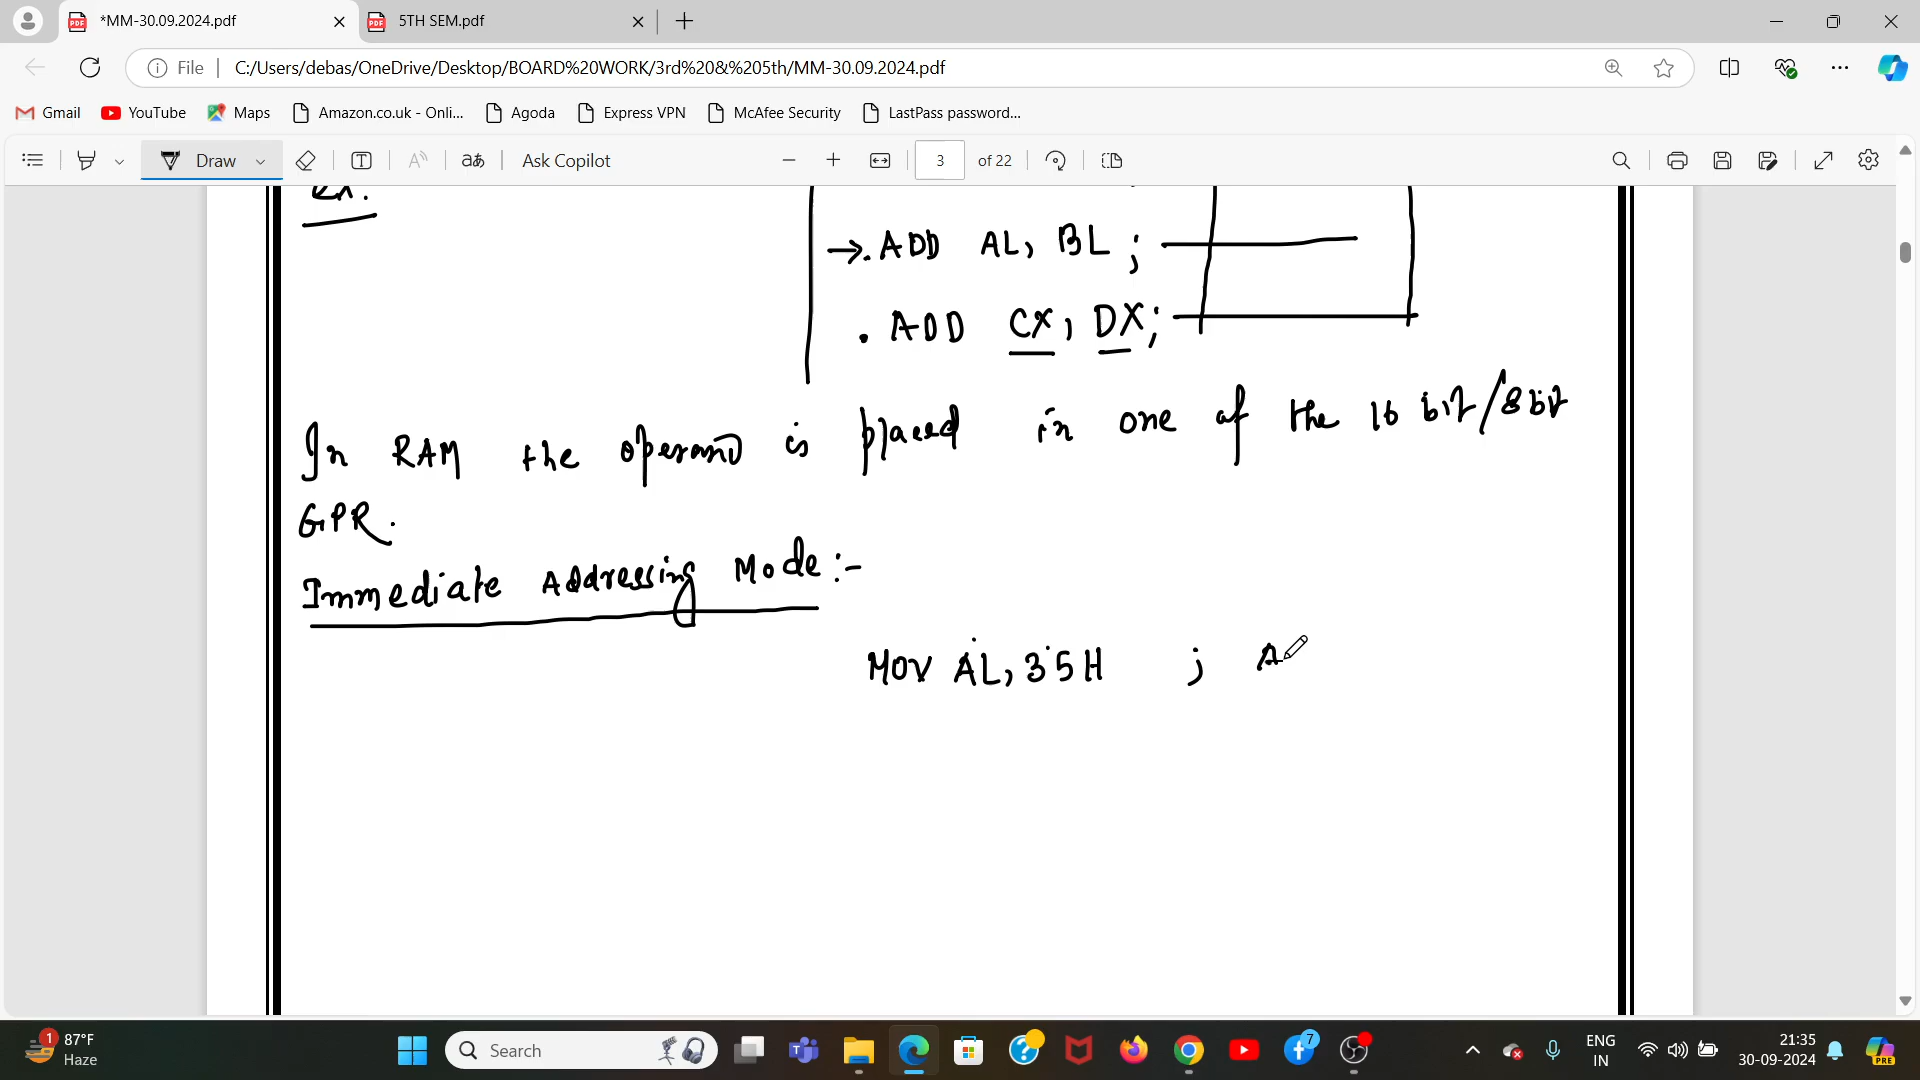 *MM-30.09.2024.pdf
5TH SEM.pdf
File
C:/Users/debas/OneDrive/Desktop/BOARD%20WORK/3rd%20&%205th/MM-30.09.2024.pdf
Gmail YouTube Maps Amazon.co.uk - Onli... Agoda Express VPN McAfee Security LastPass password...
Draw Ask Copilot 3 of 22
Ex:
→. ADD AL, BL ;
. ADD CX, DX;
In RAM the operand is placed in one of the 16 bit/8 bit
GPR.
Immediate Addressing Mode:-
MOV AL, 35H ; A
1 87°F
Haze
Search
7
ENG
IN
21:35
30-09-2024
PRE